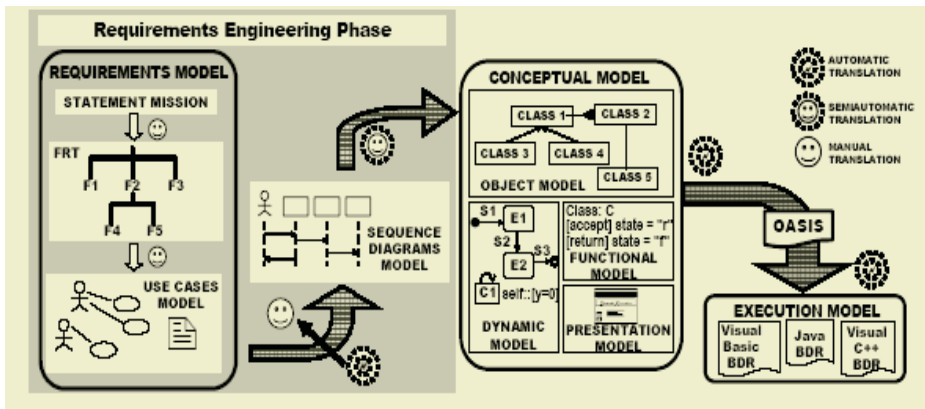 Requirements Engineering Phase
REQUIREMENTS MODEL
STATEMENT MISSION
FRT
F1 F2 F3
F4 F5
USE CASES
MODEL
SEQUENCE
DIAGRAMS
MODEL
CONCEPTUAL MODEL
CLASS 1 CLASS 2
CLASS 3 CLASS 4
CLASS 5
OBJECT MODEL
S1 E1
S2 S3
E2
C1 self::[y=0]
DYNAMIC
MODEL
Class: C
[accept] state = "r"
[return] state = "f"
FUNCTIONAL
MODEL
PRESENTATION
MODEL
AUTOMATIC
TRANSLATION
SEMIAUTOMATIC
TRANSLATION
MANUAL
TRANSLATION
OASIS
EXECUTION MODEL
Visual
Basic
BDR
Java
BDR
Visual
C++
BDR